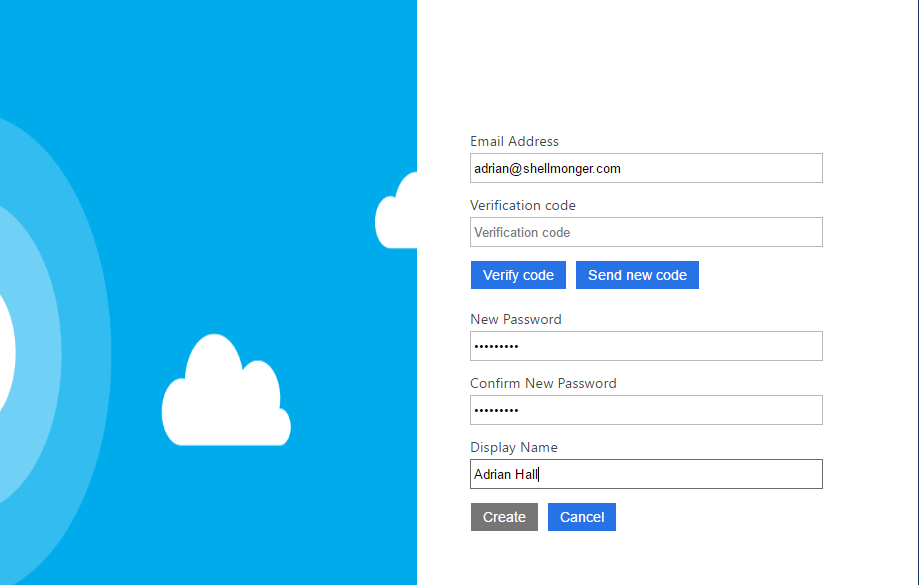 Email Address
adrian@shellmonger.com
Verification code
Verification code
Verify code Send new code
New Password
•••••••••
Confirm New Password
•••••••••
Display Name
Adrian Hall
Create Cancel